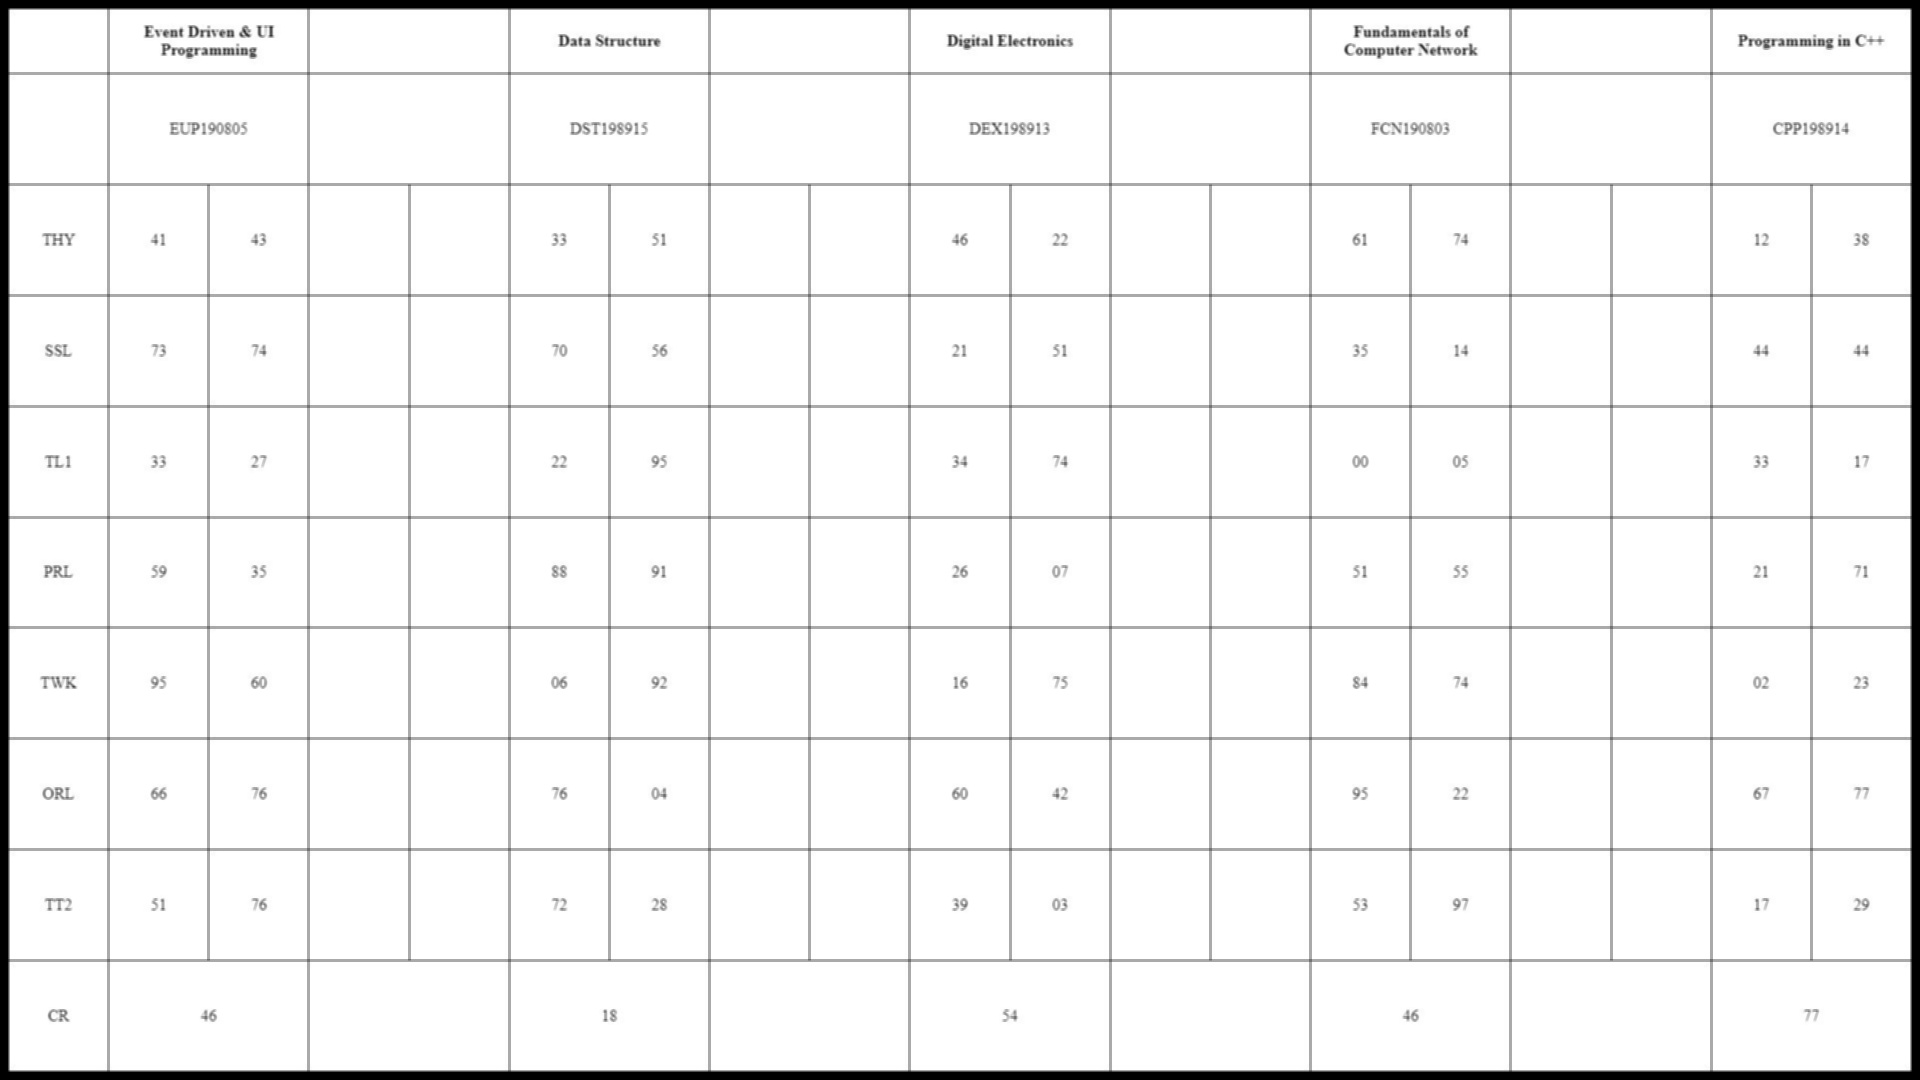 Event Driven & UI
Programming
Data Structure
Digital Electronics
Fundamentals of
Computer Network
Programming in C++
EUP190805 DST198915 DEX198913 FCN190803 CPP198914
THY 41 43 33 51 46 22 61 74 12 38
SSL 73 74 70 56 21 51 35 14 44 44
TL1 33 27 22 95 34 74 00 05 33 17
PRL 59 35 88 91 26 07 51 55 21 71
TWK 95 60 06 92 16 75 84 74 02 23
ORL 66 76 76 04 60 42 95 22 67 77
TT2 51 76 72 28 39 03 53 97 17 29
CR 46 18 54 46 77